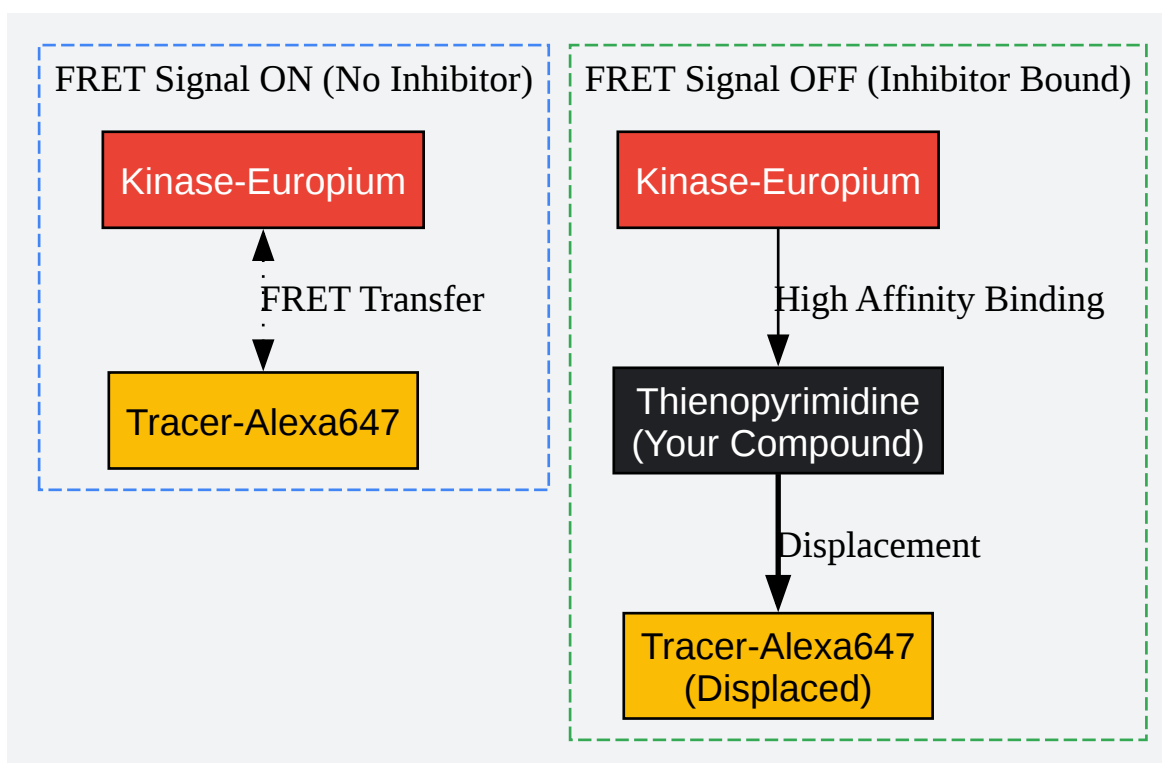 FRET Signal ON (No Inhibitor)
Kinase-Europium
FRET Transfer
Tracer-Alexa647
FRET Signal OFF (Inhibitor Bound)
Kinase-Europium
High Affinity Binding
Thienopyrimidine
(Your Compound)
Displacement
Tracer-Alexa647
(Displaced)